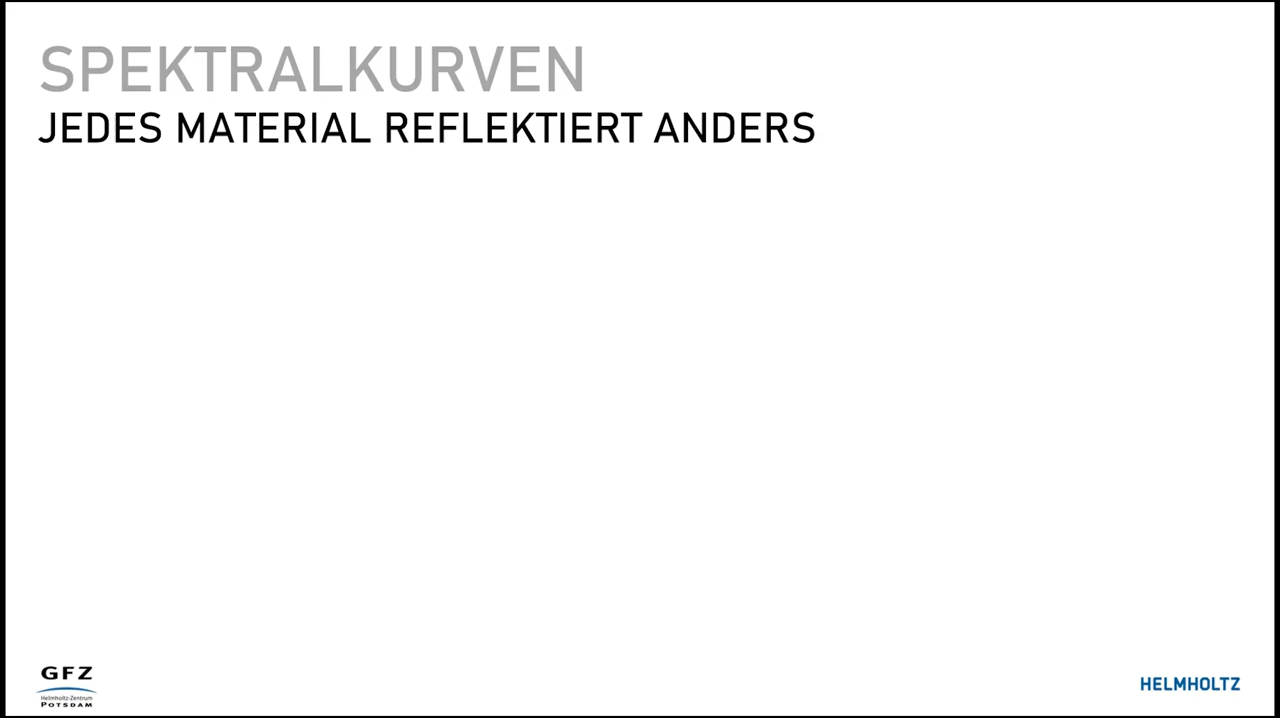 SPEKTRALKURVEN
JEDES MATERIAL REFLEKTIERT ANDERS
GFZ
Helmholtz-Zentrum
POTSDAM
HELMHOLTZ